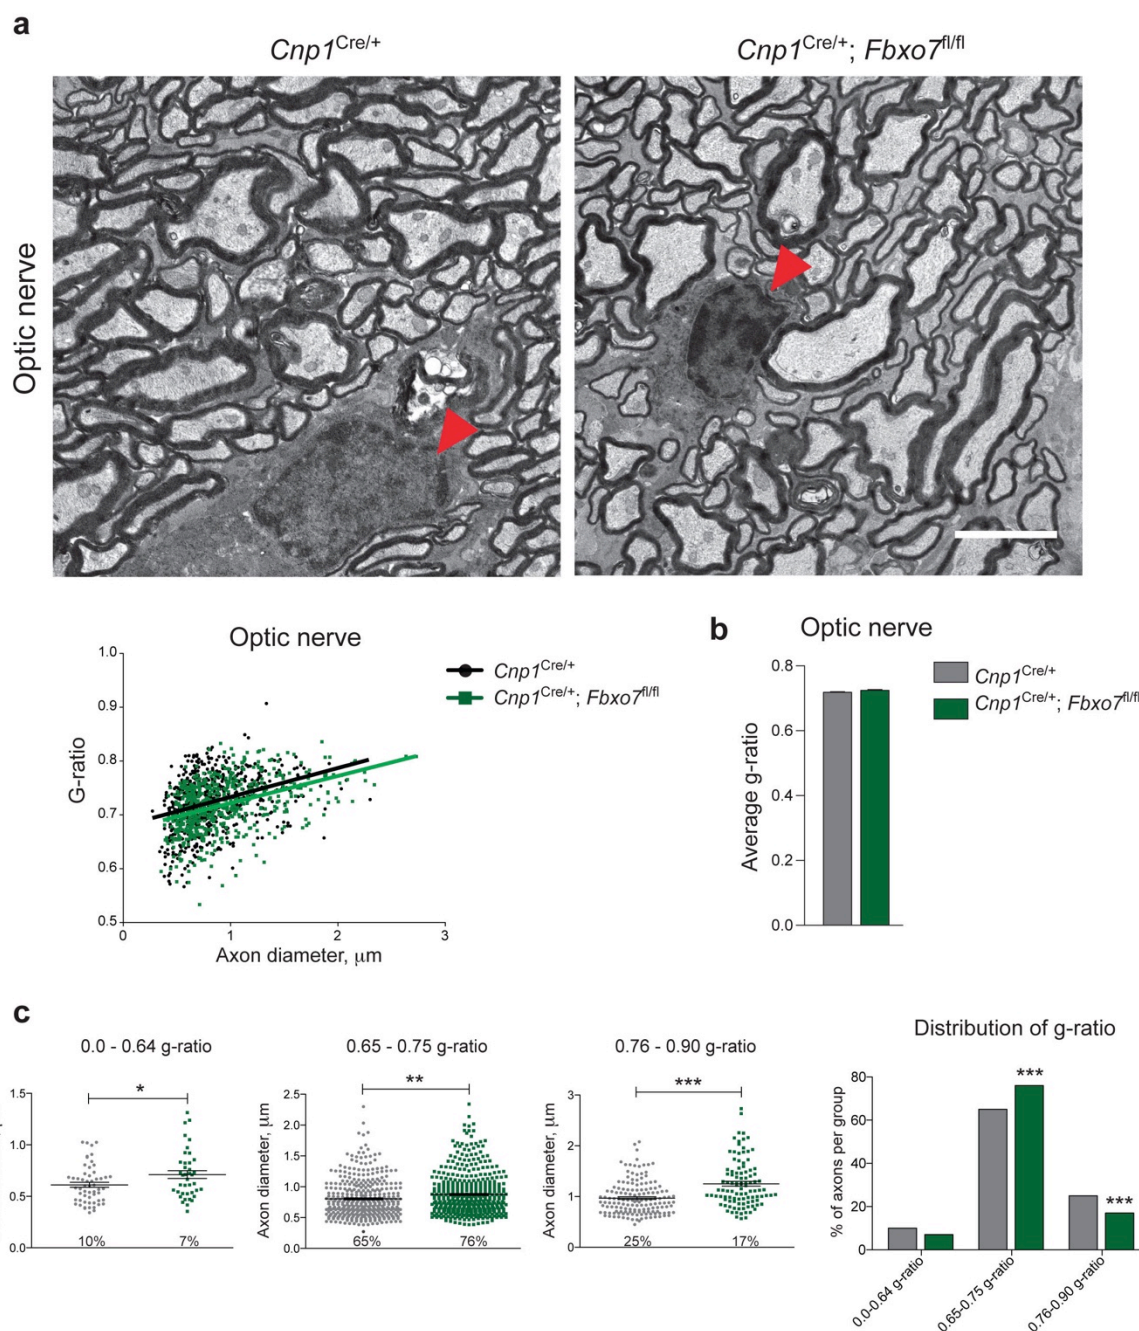 a
Cnp1Cre/+
Cnp1Cre/+; Fbxo7fl/fl
Optic nerve
Optic nerve
1.0
0.9
0.8
0.7
0.6
0.5
G-ratio
0
1
2
3
Axon diameter, μm
Cnp1Cre/+
Cnp1Cre/+; Fbxo7fl/fl
b
Optic nerve
0.8
0.6
0.4
0.2
0.0
Average g-ratio
Cnp1Cre/+
Cnp1Cre/+; Fbxo7fl/fl
c
0.0 - 0.64 g-ratio
*
1.5
1.0
0.5
0.0
10%
7%
0.65 - 0.75 g-ratio
**
Axon diameter, μm
2.5
2.0
1.5
1.0
0.5
0.0
65%
76%
0.76 - 0.90 g-ratio
***
Axon diameter, μm
3
2
1
0
25%
17%
Distribution of g-ratio
% of axons per group
80
60
40
20
0
***
***
0.0-0.64 g-ratio
0.65-0.75 g-ratio
0.76-0.90 g-ratio